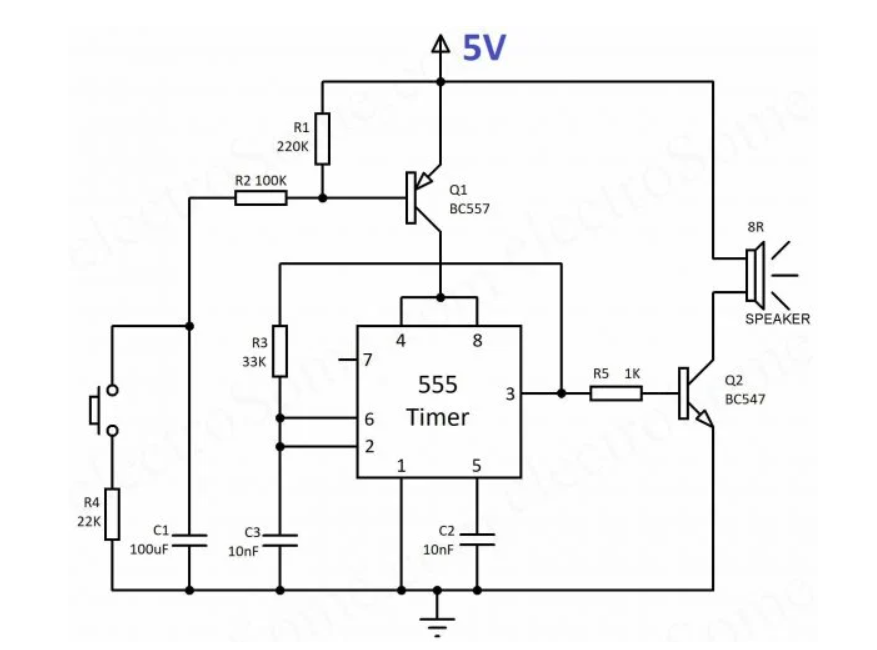 5V
R1
220K
R2 100K
Q1
BC557
8R
SPEAKER
R3
33K
4
8
7
555
Timer
3
6
2
1
5
R5 1K
Q2
BC547
R4
22K
C1
100uF
C3
10nF
C2
10nF